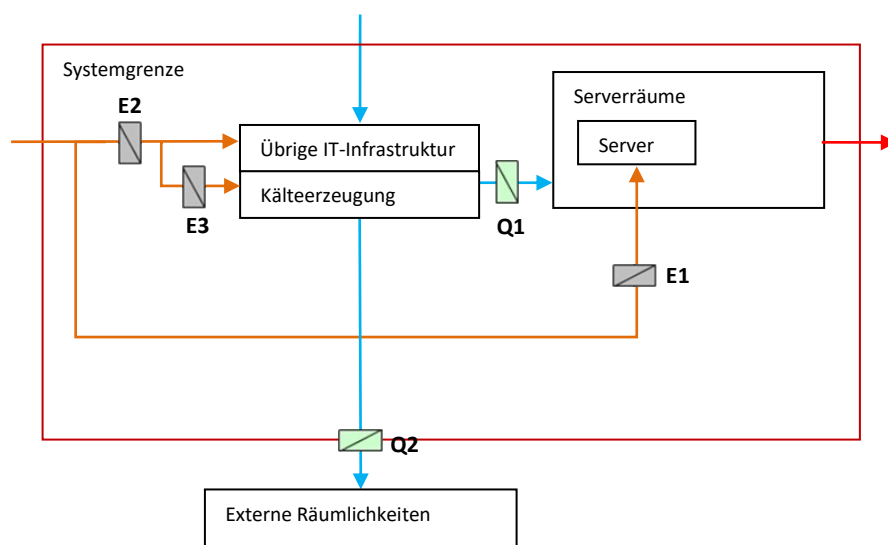 Systemgrenze
Serverräume
E2
Server
Übrige IT-Infrastruktur
Kälteerzeugung
E3
Q1
E1
Q2
Externe Räumlichkeiten